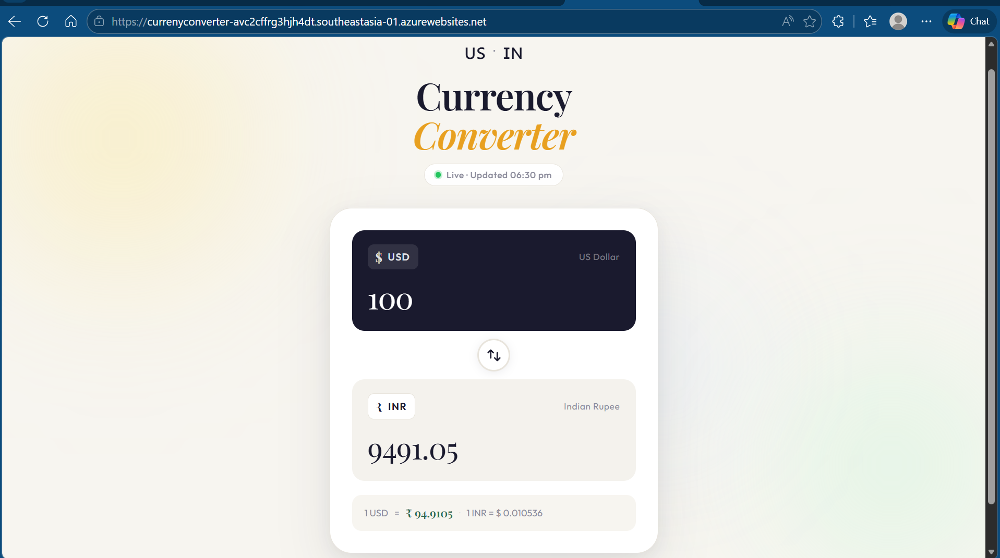 https://currenyconverter-avc2cffrg3hjh4dt.southeastasia-01.azurewebsites.net
Chat
US · IN
Currency
Converter
Live · Updated 06:30 pm
$ USD
US Dollar
100
₹ INR
Indian Rupee
9491.05
1 USD = ₹ 94.9105 · 1 INR = $ 0.010536